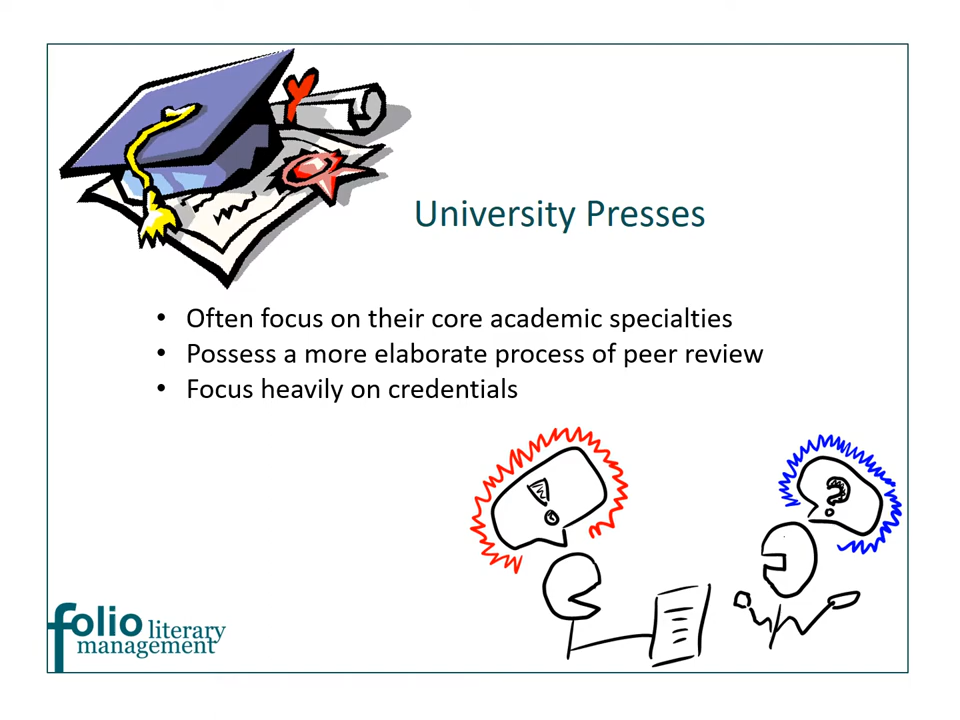 University Presses
• Often focus on their core academic specialties
• Possess a more elaborate process of peer review
• Focus heavily on credentials
!
?
folio literary
management